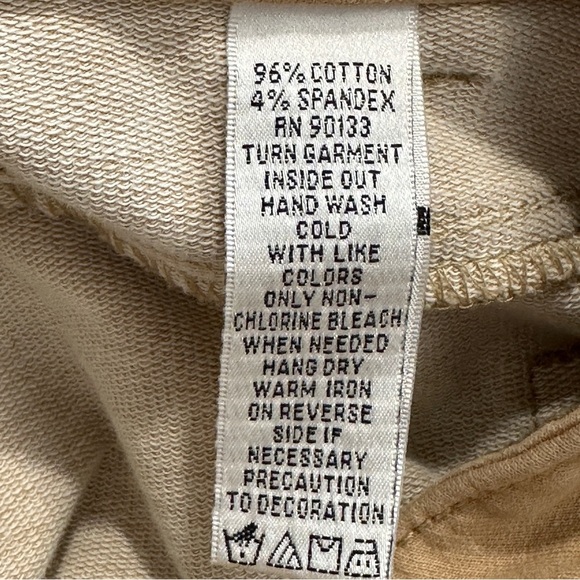 96% COTTON
4% SPANDEX
RN 90133
TURN GARMENT
INSIDE OUT
HAND WASH
COLD
WITH LIKE
COLORS
ONLY NON-
CHLORINE BLEACH
WHEN NEEDED
HANG DRY
WARM IRON
ON REVERSE
SIDE IF
NECESSARY
PRECAUTION
TO DECORATION